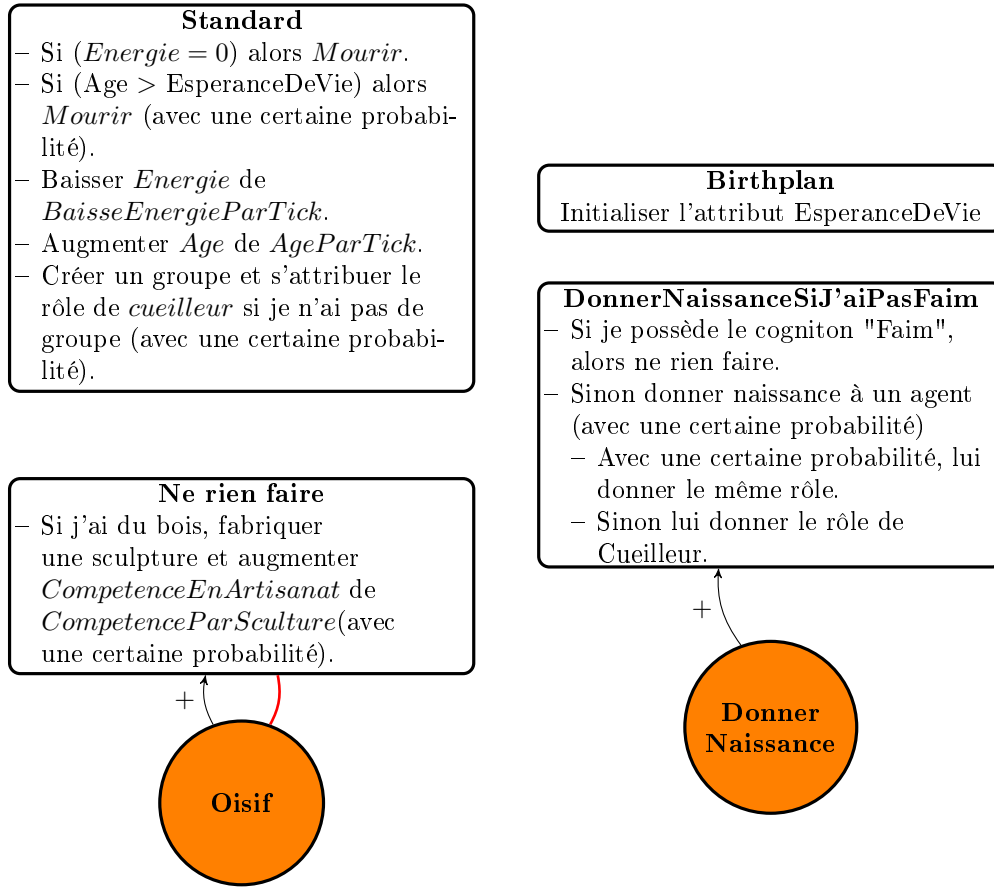 Standard
– Si (Energie = 0) alors Mourir.
– Si (Age > EsperanceDeVie) alors
Mourir (avec une certaine probabi-
lité).
– Baisser Energie de
BaisseEnergieParTick.
– Augmenter Age de AgeParTick.
– Créer un groupe et s'attribuer le
rôle de cueilleur si je n'ai pas de
groupe (avec une certaine probabi-
lité).
Birthplan
Initialiser l'attribut EsperanceDeVie
DonnerNaissanceSiJ'aiPasFaim
– Si je possède le cogniton "Faim",
alors ne rien faire.
– Sinon donner naissance à un agent
(avec une certaine probabilité)
– Avec une certaine probabilité, lui
donner le même rôle.
– Sinon lui donner le rôle de
Cueilleur.
Ne rien faire
– Si j'ai du bois, fabriquer
une sculpture et augmenter
CompetenceEnArtisanat de
CompetenceParSculture(avec
une certaine probabilité).
+
+
Donner
Naissance
Oisif